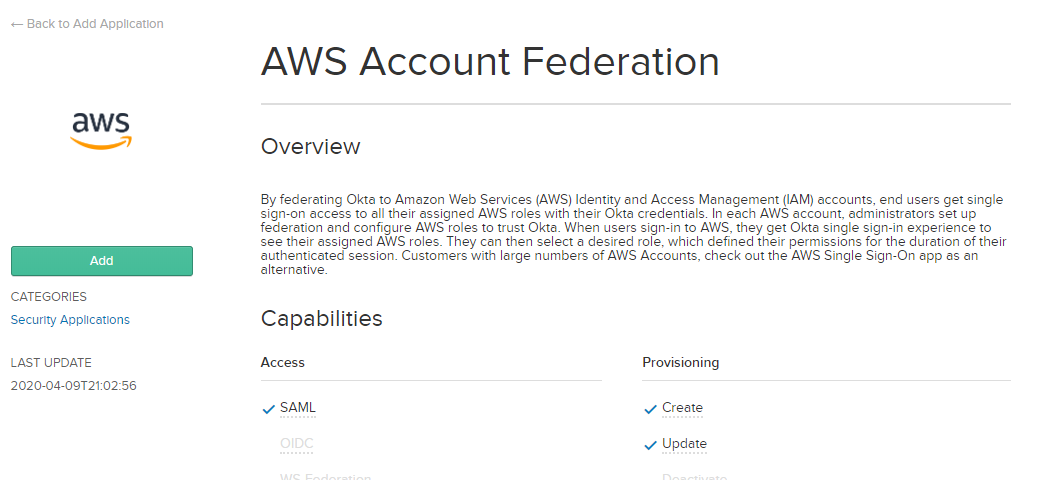 ← Back to Add Application
AWS Account Federation
aws
Overview
By federating Okta to Amazon Web Services (AWS) Identity and Access Management (IAM) accounts, end users get single
sign-on access to all their assigned AWS roles with their Okta credentials. In each AWS account, administrators set up
federation and configure AWS roles to trust Okta. When users sign-in to AWS, they get Okta single sign-in experience to
see their assigned AWS roles. They can then select a desired role, which defined their permissions for the duration of their
authenticated session. Customers with large numbers of AWS Accounts, check out the AWS Single Sign-On app as an
alternative.
Add
CATEGORIES
Security Applications
LAST UPDATE
2020-04-09T21:02:56
Capabilities
Access
SAML
OIDC
WS Federation
Provisioning
Create
Update
Deactivate